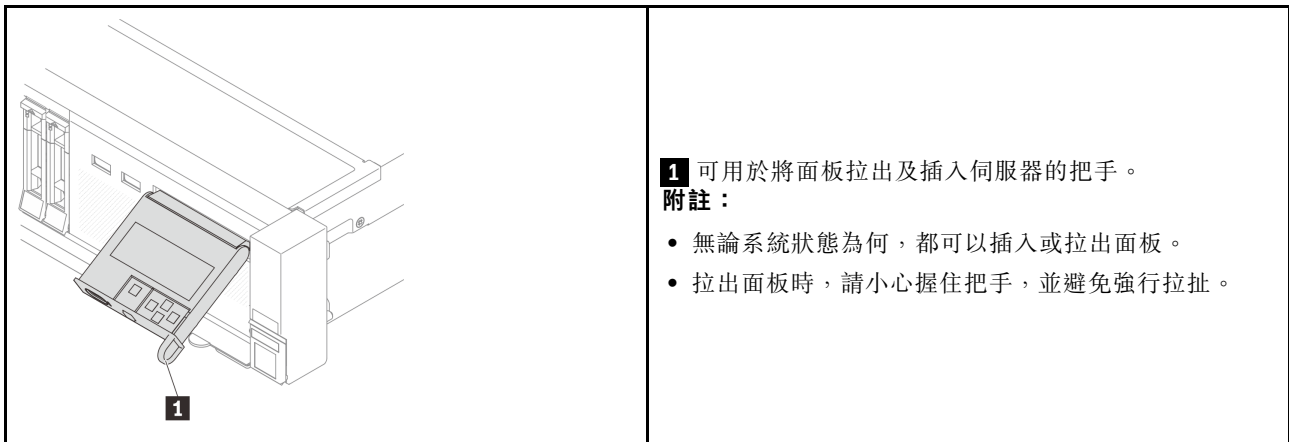 1
1 可用於將面板拉出及插入伺服器的把手。
附註：
• 無論系統狀態為何，都可以插入或拉出面板。
• 拉出面板時，請小心握住把手，並避免強行拉扯。